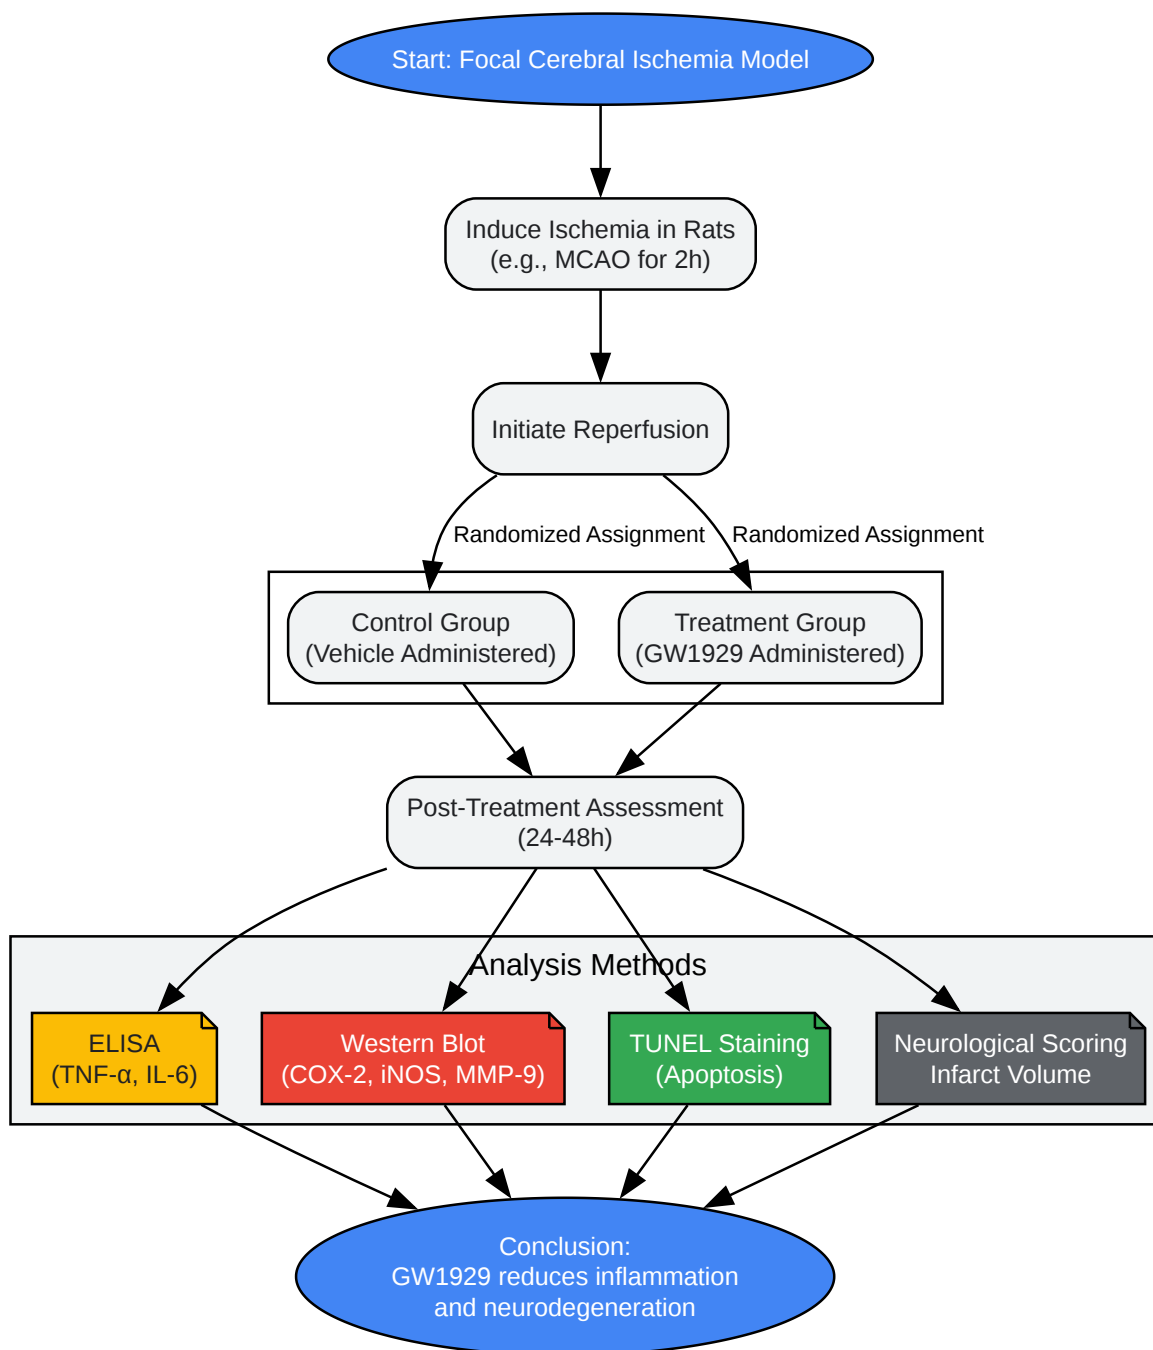 Start: Focal Cerebral Ischemia Model
Induce Ischemia in Rats
(e.g., MCAO for 2h)
Initiate Reperfusion
Randomized Assignment
Randomized Assignment
Control Group
(Vehicle Administered)
Treatment Group
(GW1929 Administered)
Post-Treatment Assessment
(24-48h)
Analysis Methods
ELISA
(TNF-α, IL-6)
Western Blot
(COX-2, iNOS, MMP-9)
TUNEL Staining
(Apoptosis)
Neurological Scoring
Infarct Volume
Conclusion:
GW1929 reduces inflammation
and neurodegeneration